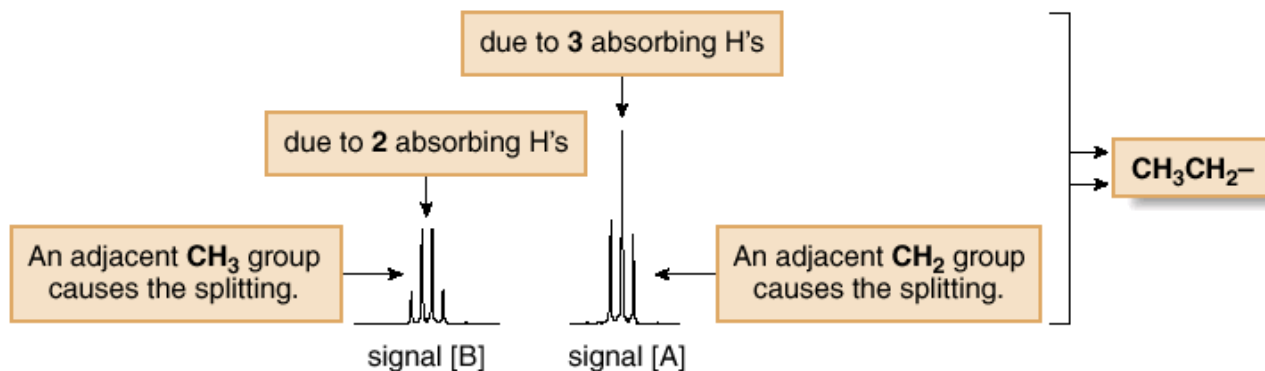 due to 3 absorbing H's
due to 2 absorbing H's
CH₃CH₂–
An adjacent CH₃ group
causes the splitting.
An adjacent CH₂ group
causes the splitting.
signal [B]
signal [A]